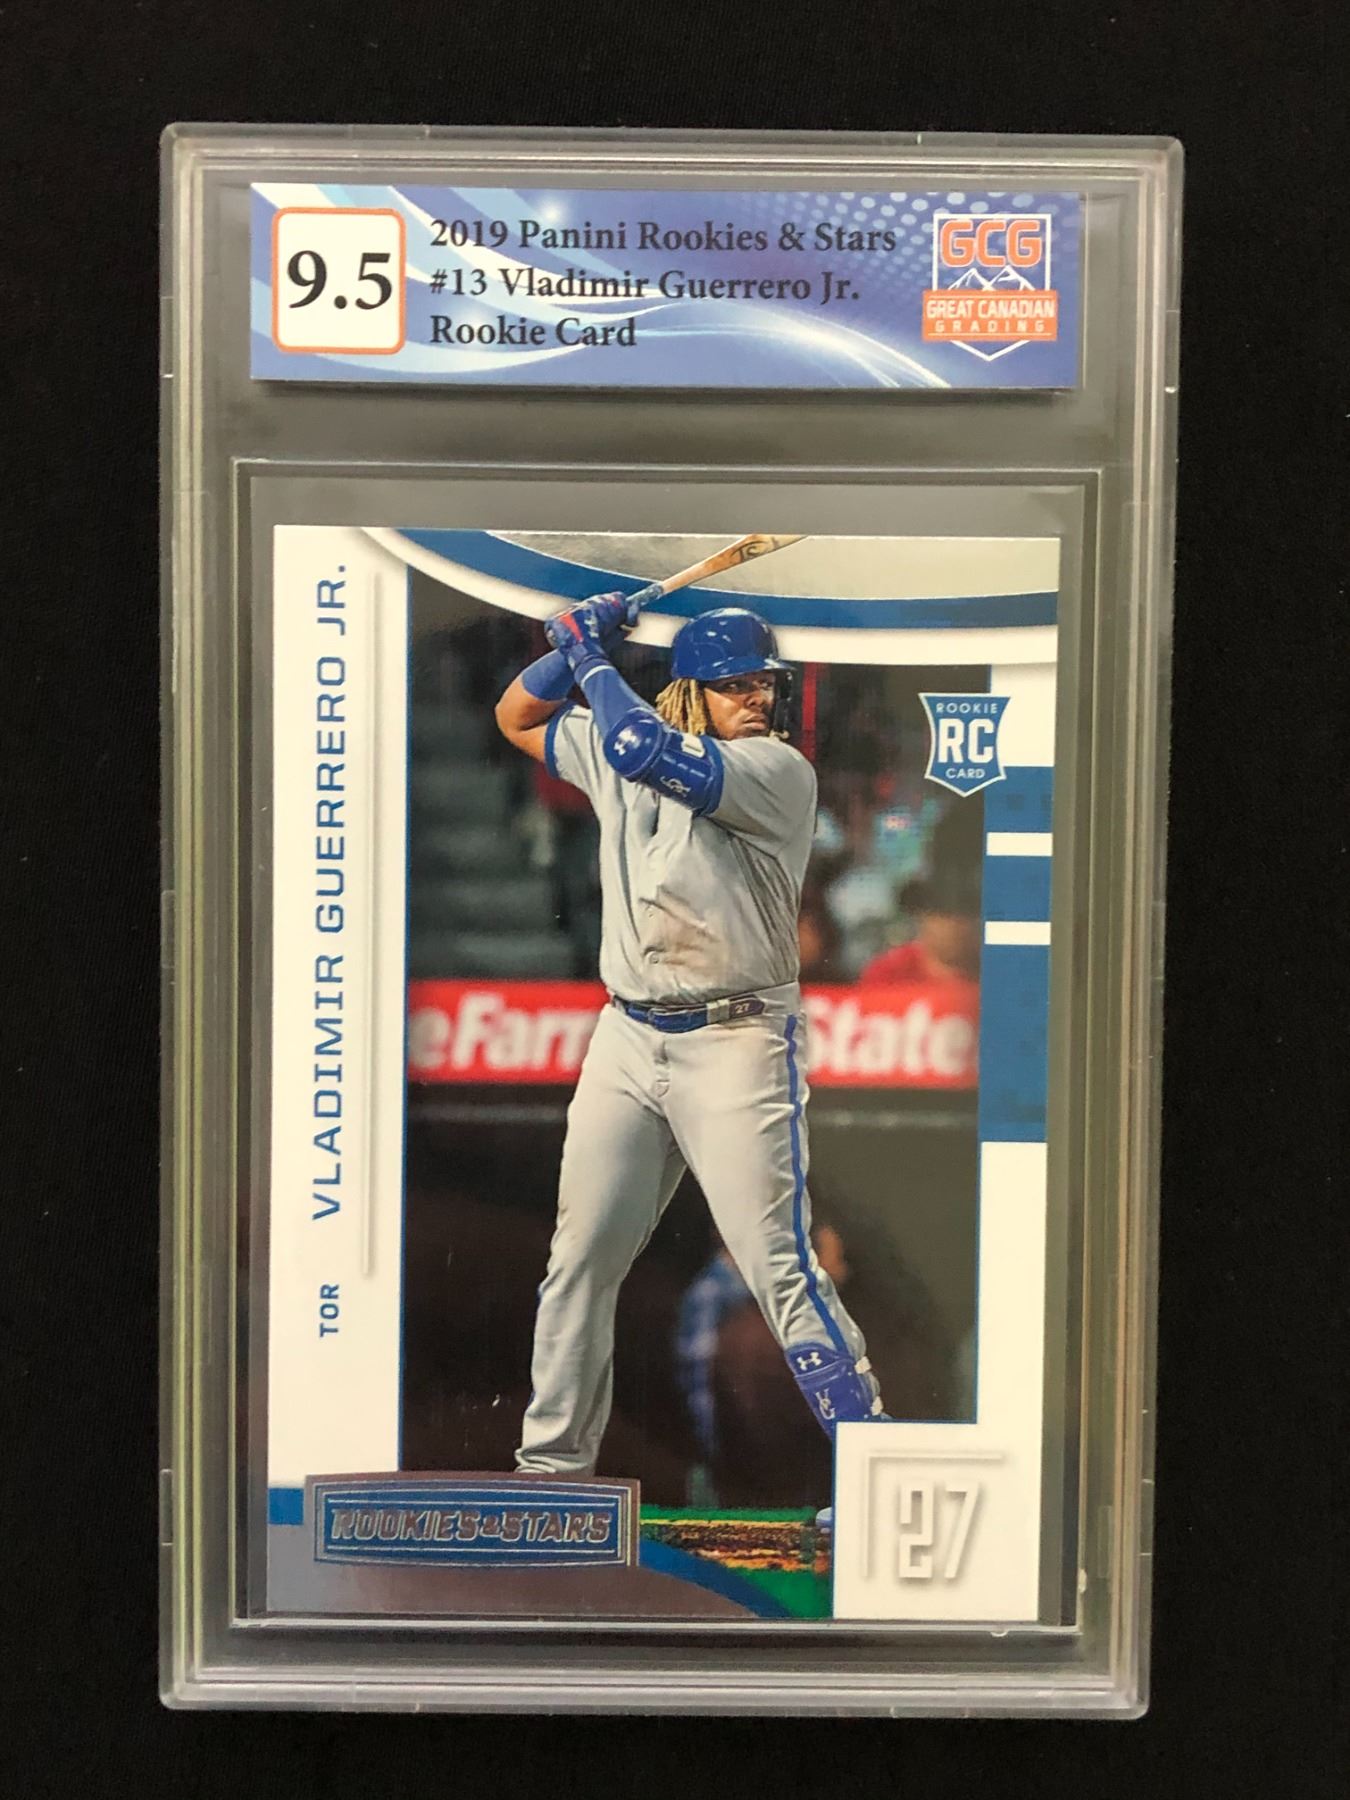 9.5
2019 Panini Rookies & Stars
#13 Vladimir Guerrero Jr.
Rookie Card
GCG
GREAT CANADIAN
GRADING
TOR VLADIMIR GUERRERO JR.
ROOKIE
RC
CARD
27
eFarm State
ROOKIES&STARS
27